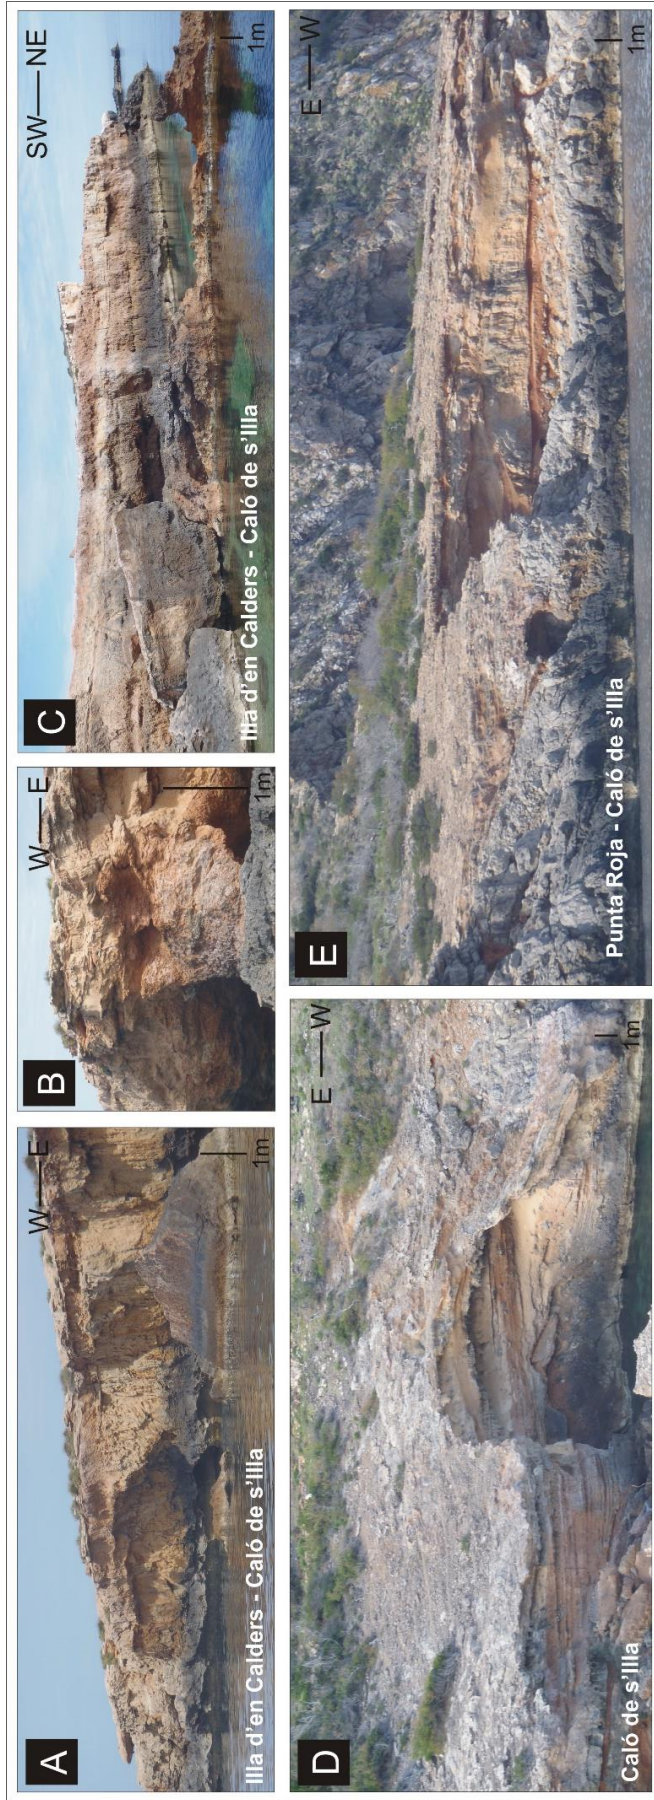 A
W—E
1m
Illa d'en Calders - Caló de s'Illa
B
W—E
1m
C
SW—NE
1m
Illa d'en Calders - Caló de s'Illa
D
E—W
1m
Caló de s'Illa
E
E—W
1m
Punta Roja - Caló de s'Illa